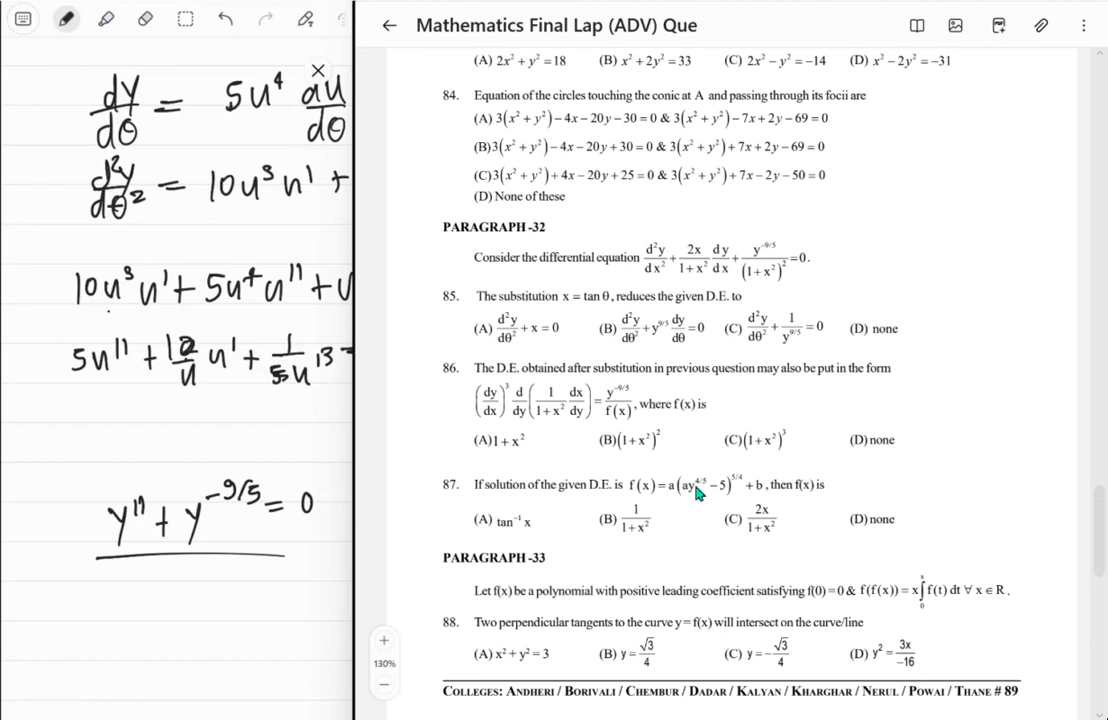 Mathematics Final Lap (ADV) Que
dy/dθ = 5u⁴ du/dθ
d²y/dθ² = 10u³ u' +
10u³u' + 5u⁴u'' + u
y'' + y^(-9/5) = 0
(A) 2x² + y² = 18 (B) x² + 2y² = 33 (C) 2x² − y² = −14 (D) x² − 2y² = −31
84. Equation of the circles touching the conic at A and passing through its focii are
(A) 3(x² + y²) − 4x − 20y − 30 = 0 & 3(x² + y²) − 7x + 2y − 69 = 0
(B) 3(x² + y²) − 4x − 20y + 30 = 0 & 3(x² + y²) + 7x + 2y − 69 = 0
(C) 3(x² + y²) + 4x − 20y + 25 = 0 & 3(x² + y²) + 7x − 2y − 50 = 0
(D) None of these
PARAGRAPH -32
Consider the differential equation d²y/dx² + 2x/(1+x²) dy/dx + y^(-9/5)/(1+x²)² = 0.
85. The substitution x = tan θ, reduces the given D.E. to
(A) d²y/dθ² + x = 0 (B) d²y/dθ² + y^(9/5) dy/dθ = 0 (C) d²y/dθ² + 1/y^(9/5) = 0 (D) none
86. The D.E. obtained after substitution in previous question may also be put in the form
(dy/dx)³ d/dy (1/(1+x²) dx/dy) = y^(-9/5)/f(x), where f(x) is
(A) 1 + x² (B) (1 + x²)² (C) (1 + x²)³ (D) none
87. If solution of the given D.E. is f(x) = a(ay^(4/5) − 5)^(5/4) + b, then f(x) is
(A) tan⁻¹ x (B) 1/(1+x²) (C) 2x/(1+x²) (D) none
PARAGRAPH -33
Let f(x) be a polynomial with positive leading coefficient satisfying f(0) = 0 & f(f(x)) = x∫₀ˣ f(t) dt ∀ x ∈ R.
88. Two perpendicular tangents to the curve y = f(x) will intersect on the curve/line
(A) x² + y² = 3 (B) y = √3/4 (C) y = −√3/4 (D) y² = 3x/−16
130%
COLLEGES: ANDHERI / BORIVALI / CHEMBUR / DADAR / KALYAN / KHARGHAR / NERUL / POWAI / THANE # 89